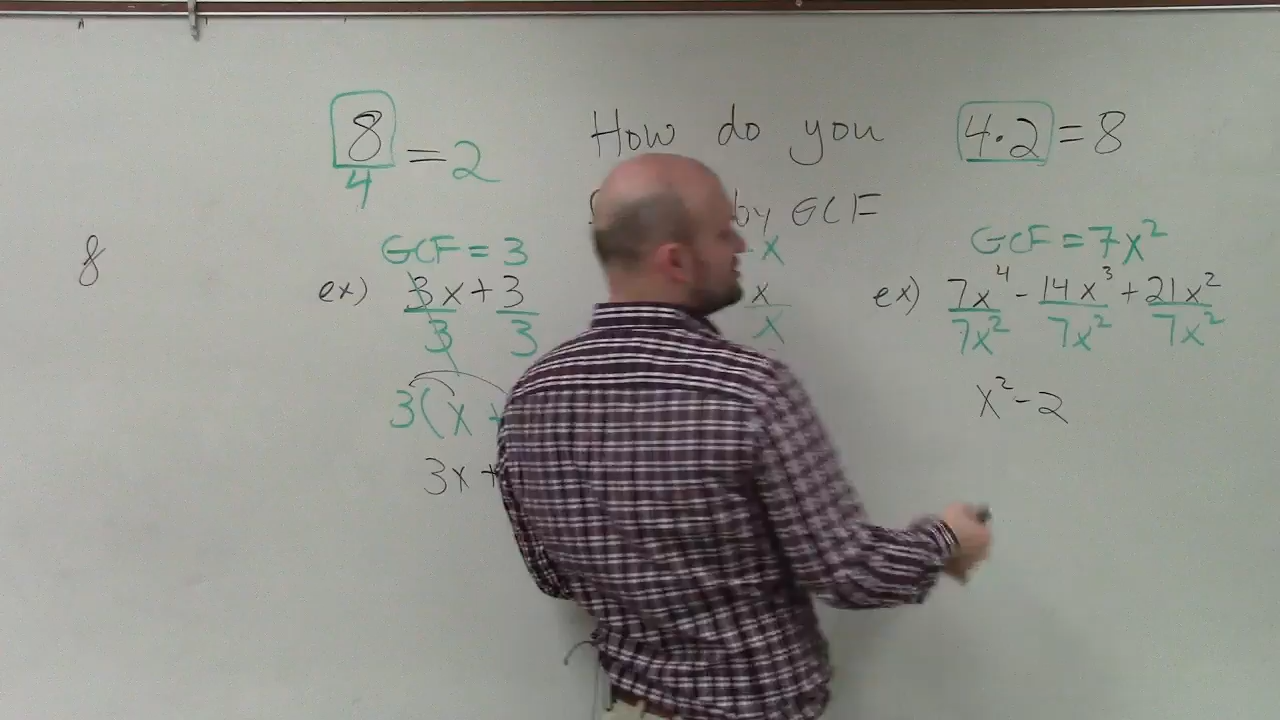 8
8/4 = 2
GCF = 3
ex) 3x/3 + 3/3
3(x +
3x +
How do you
by GCF
x
x/x
4·2 = 8
GCF = 7x²
ex) 7x⁴/7x² - 14x³/7x² + 21x²/7x²
x² - 2